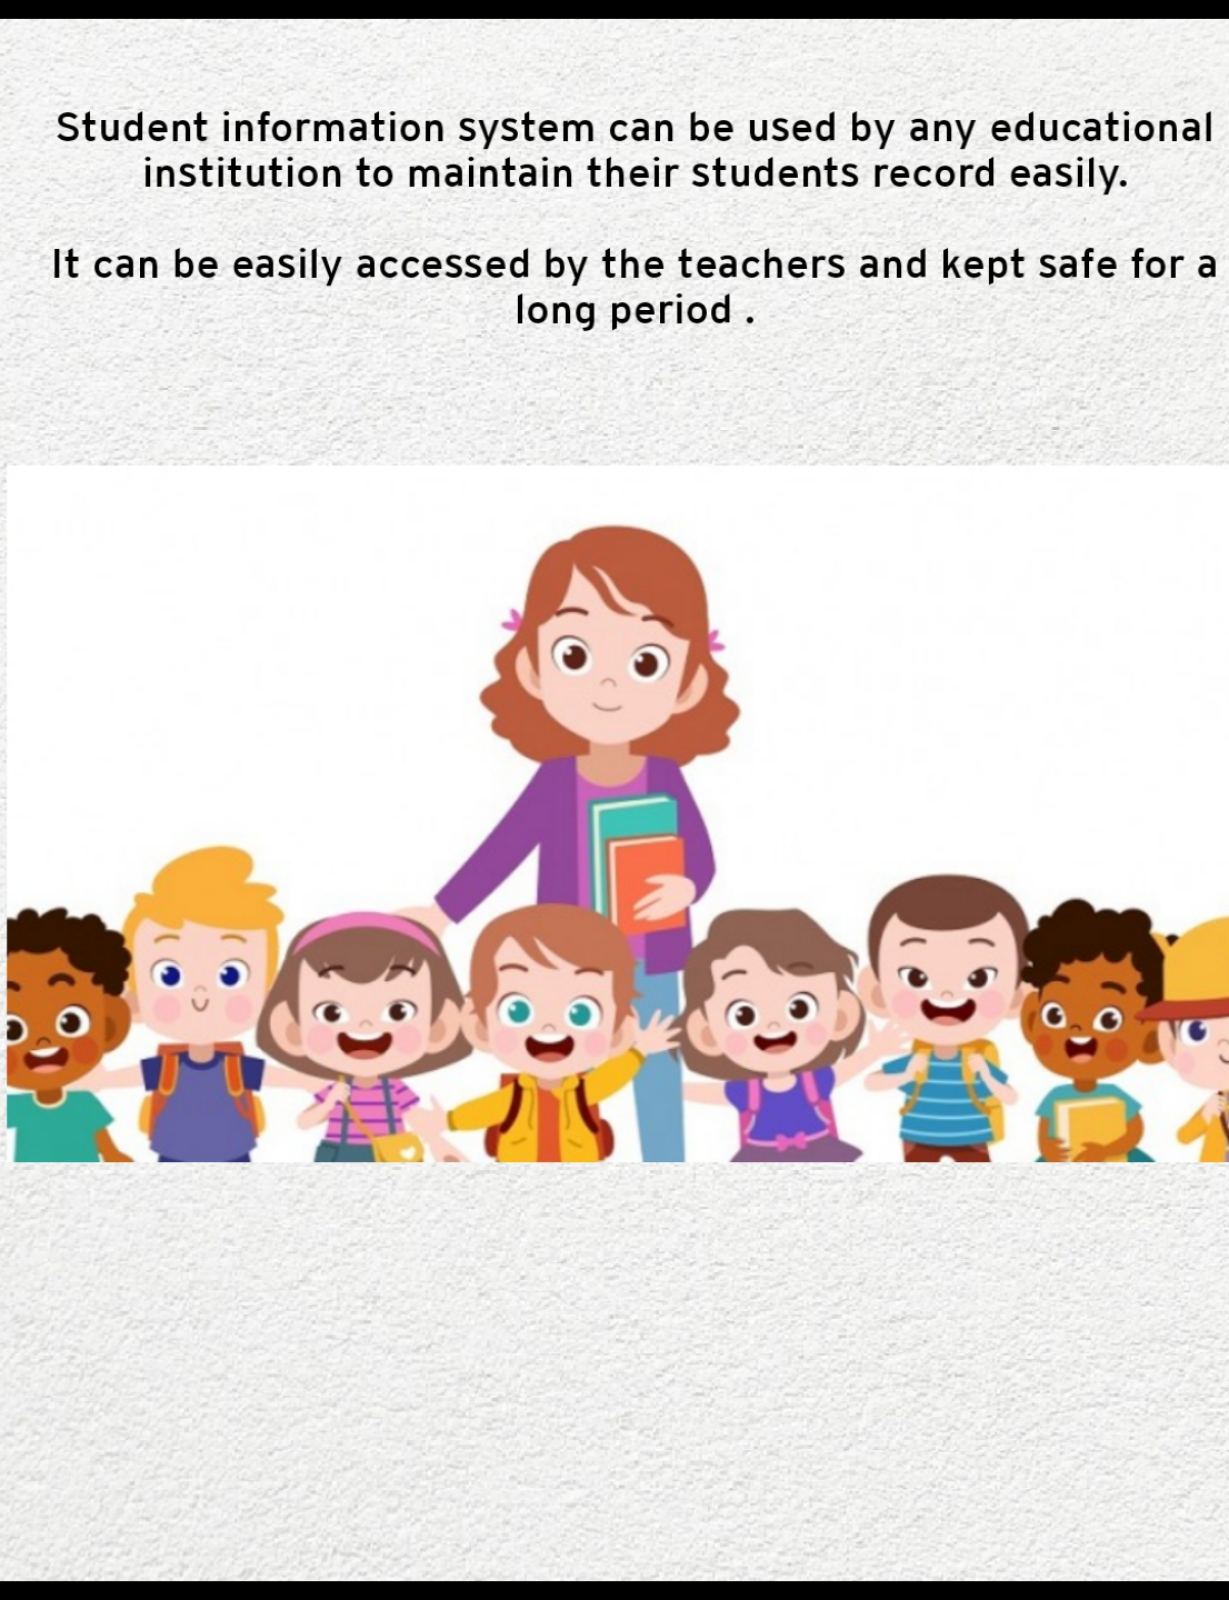 Student information system can be used by any educational
institution to maintain their students record easily.
It can be easily accessed by the teachers and kept safe for a
long period .